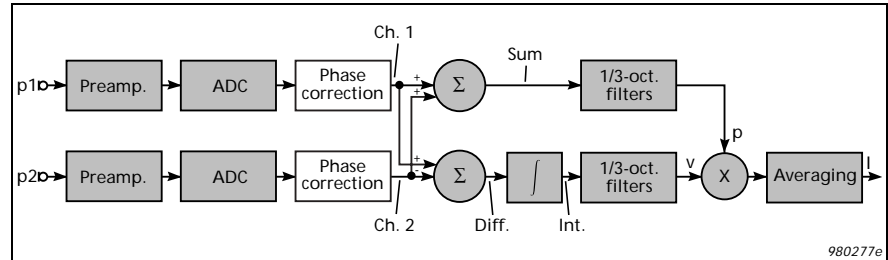 Ch. 1
Sum
p1
Preamp.
ADC
Phase
correction
+
+
Σ
1/3-oct.
filters
p
p2
Preamp.
ADC
Phase
correction
+
-
Σ
∫
1/3-oct.
filters
v
X
Averaging
I
Ch. 2
Diff.
Int.
980277e